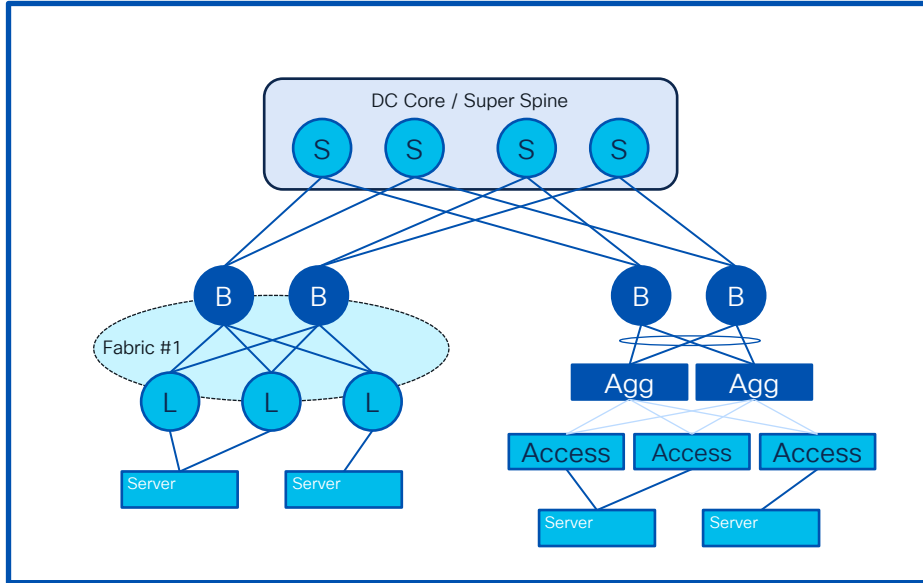 DC Core / Super Spine
S S S S
B B B B
Fabric #1
Agg Agg
L L L
Access Access Access
Server Server
Server Server